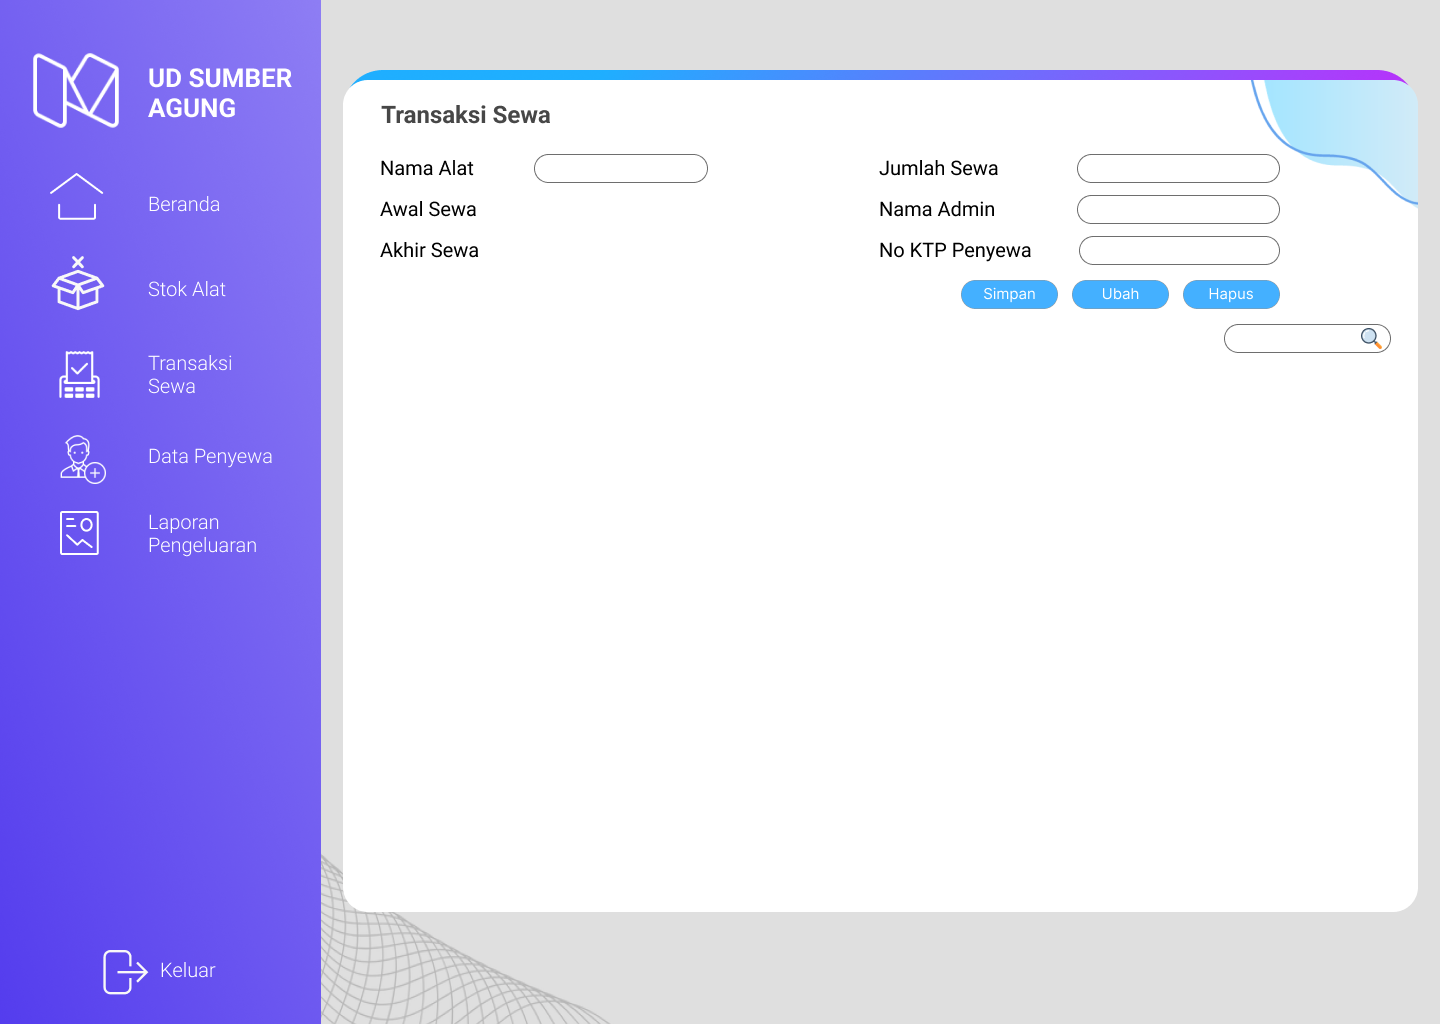 UD SUMBER
AGUNG
Beranda
Stok Alat
Transaksi
Sewa
Data Penyewa
Laporan
Pengeluaran
Keluar
Transaksi Sewa
Nama Alat
Awal Sewa
Akhir Sewa
Jumlah Sewa
Nama Admin
No KTP Penyewa
Simpan
Ubah
Hapus